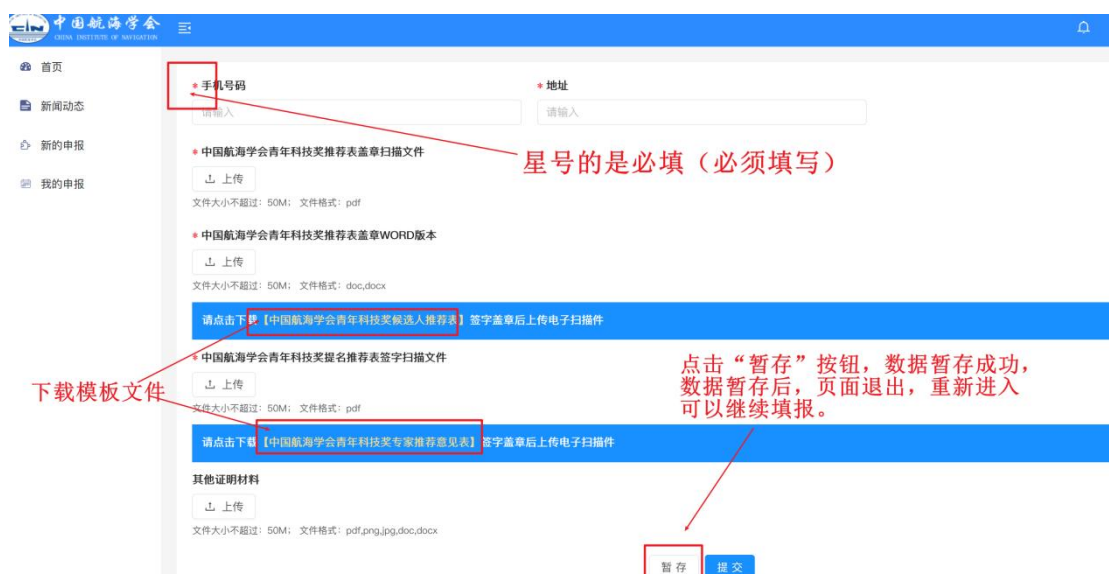 中国航海学会
CHINA INSTITUTE OF NAVIGATION
首页
新闻动态
新的申报
我的申报
* 手机号码
* 地址
请输入
请输入
星号的是必填（必须填写）
* 中国航海学会青年科技奖推荐表盖章扫描文件
上传
文件大小不超过：50M； 文件格式：pdf
* 中国航海学会青年科技奖推荐表盖章WORD版本
上传
文件大小不超过：50M； 文件格式：doc,docx
请点击下载【中国航海学会青年科技奖候选人推荐表】签字盖章后上传电子扫描件
* 中国航海学会青年科技奖提名推荐表签字扫描文件
上传
文件大小不超过：50M； 文件格式：pdf
下载模板文件
点击“暂存”按钮，数据暂存成功，
数据暂存后，页面退出，重新进入
可以继续填报。
请点击下载【中国航海学会青年科技奖专家推荐意见表】签字盖章后上传电子扫描件
其他证明材料
上传
文件大小不超过：50M； 文件格式：pdf,png,jpg,doc,docx
暂存
提交